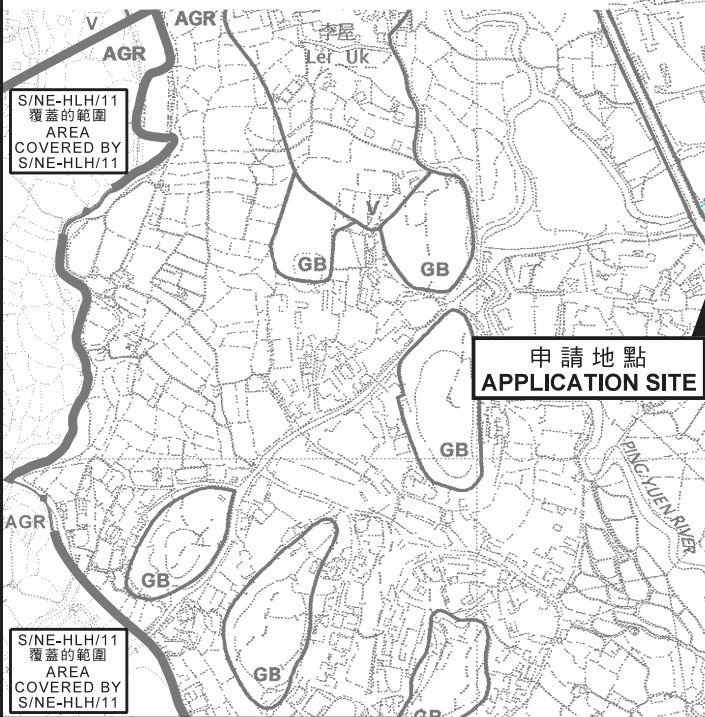 V
AGR
AGR
李屋
Lei Uk
S/NE-HLH/11
覆蓋的範圍
AREA
COVERED BY
S/NE-HLH/11
V
GB
GB
申請地點
APPLICATION SITE
GB
PING YUEN RIVER
AGR
GB
GB
S/NE-HLH/11
覆蓋的範圍
AREA
COVERED BY
S/NE-HLH/11
GB